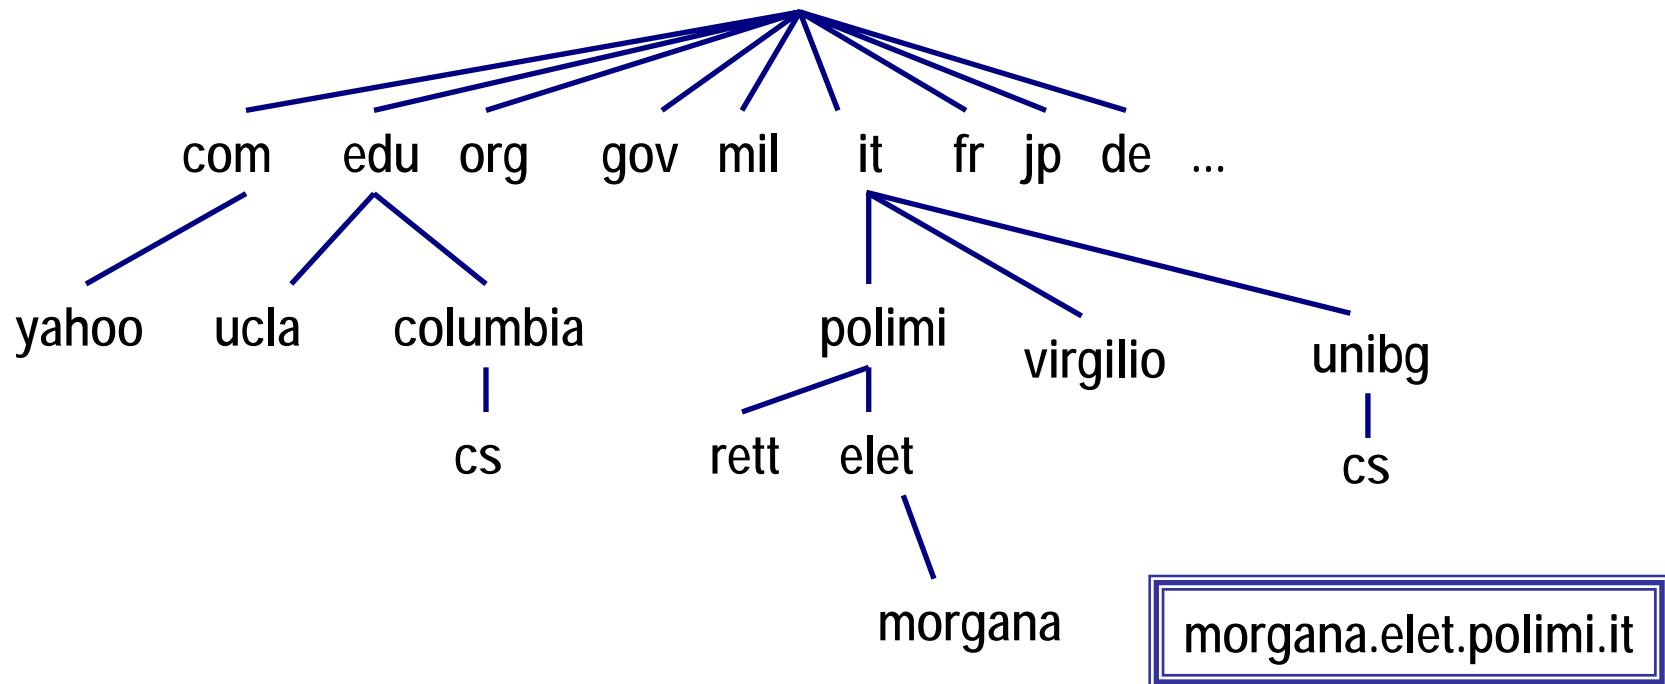 com edu org gov mil it fr jp de ...
yahoo ucla columbia polimi virgilio unibg
cs rett elet cs
morgana
morgana.elet.polimi.it